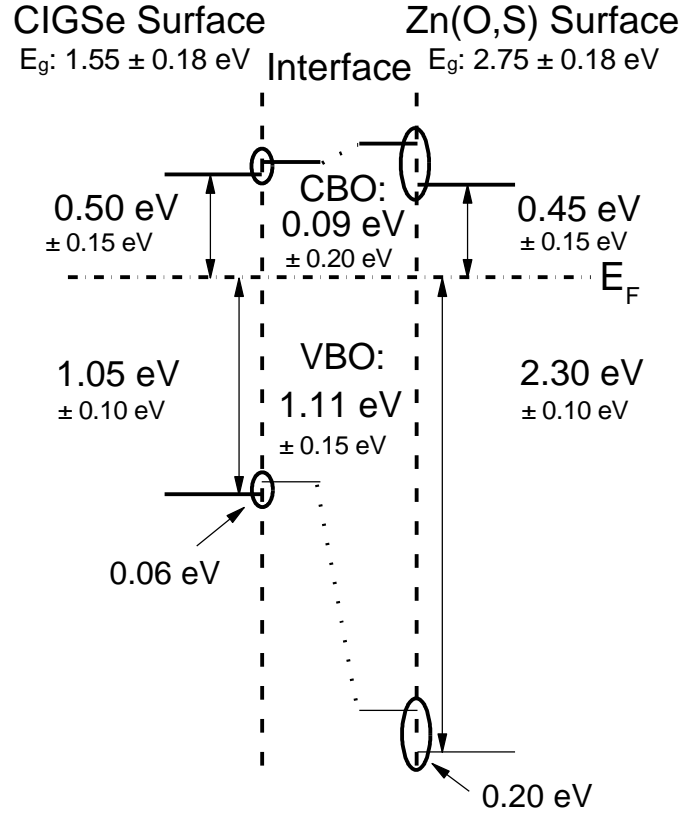 CIGSe Surface
Zn(O,S) Surface
Eg: 1.55 ± 0.18 eV
Interface
Eg: 2.75 ± 0.18 eV
0.50 eV
± 0.15 eV
CBO:
0.09 eV
± 0.20 eV
0.45 eV
± 0.15 eV
EF
1.05 eV
± 0.10 eV
VBO:
1.11 eV
± 0.15 eV
2.30 eV
± 0.10 eV
0.06 eV
0.20 eV